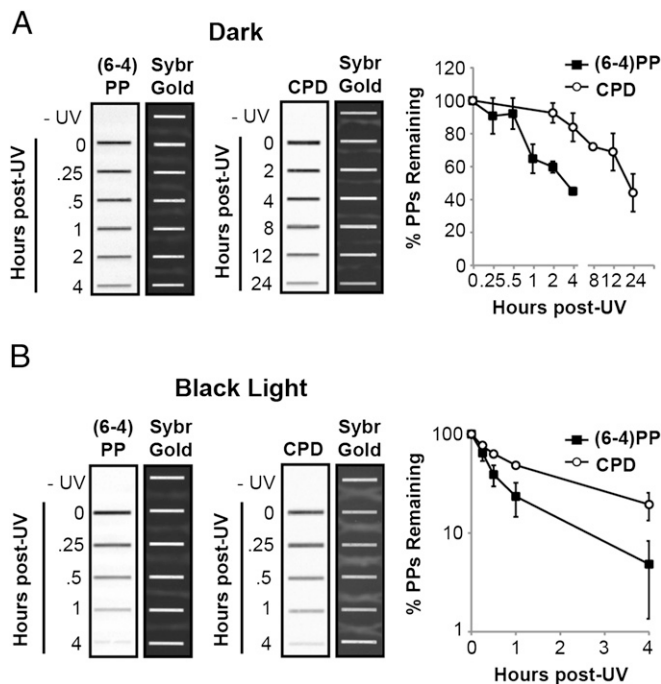 A
Dark
(6-4)
PP
Sybr
Gold
- UV
0
.25
.5
1
2
4
Hours post-UV
CPD
Sybr
Gold
- UV
0
2
4
8
12
24
Hours post-UV
(6-4)PP
CPD
120
100
80
60
40
20
0
% PPs Remaining
0 .25 .5 1 2 4 8 12 24
Hours post-UV
B
Black Light
(6-4)
PP
Sybr
Gold
- UV
0
.25
.5
1
4
Hours post-UV
CPD
Sybr
Gold
- UV
0
.25
.5
1
4
Hours post-UV
(6-4)PP
CPD
100
10
1
% PPs Remaining
0 1 2 3 4
Hours post-UV